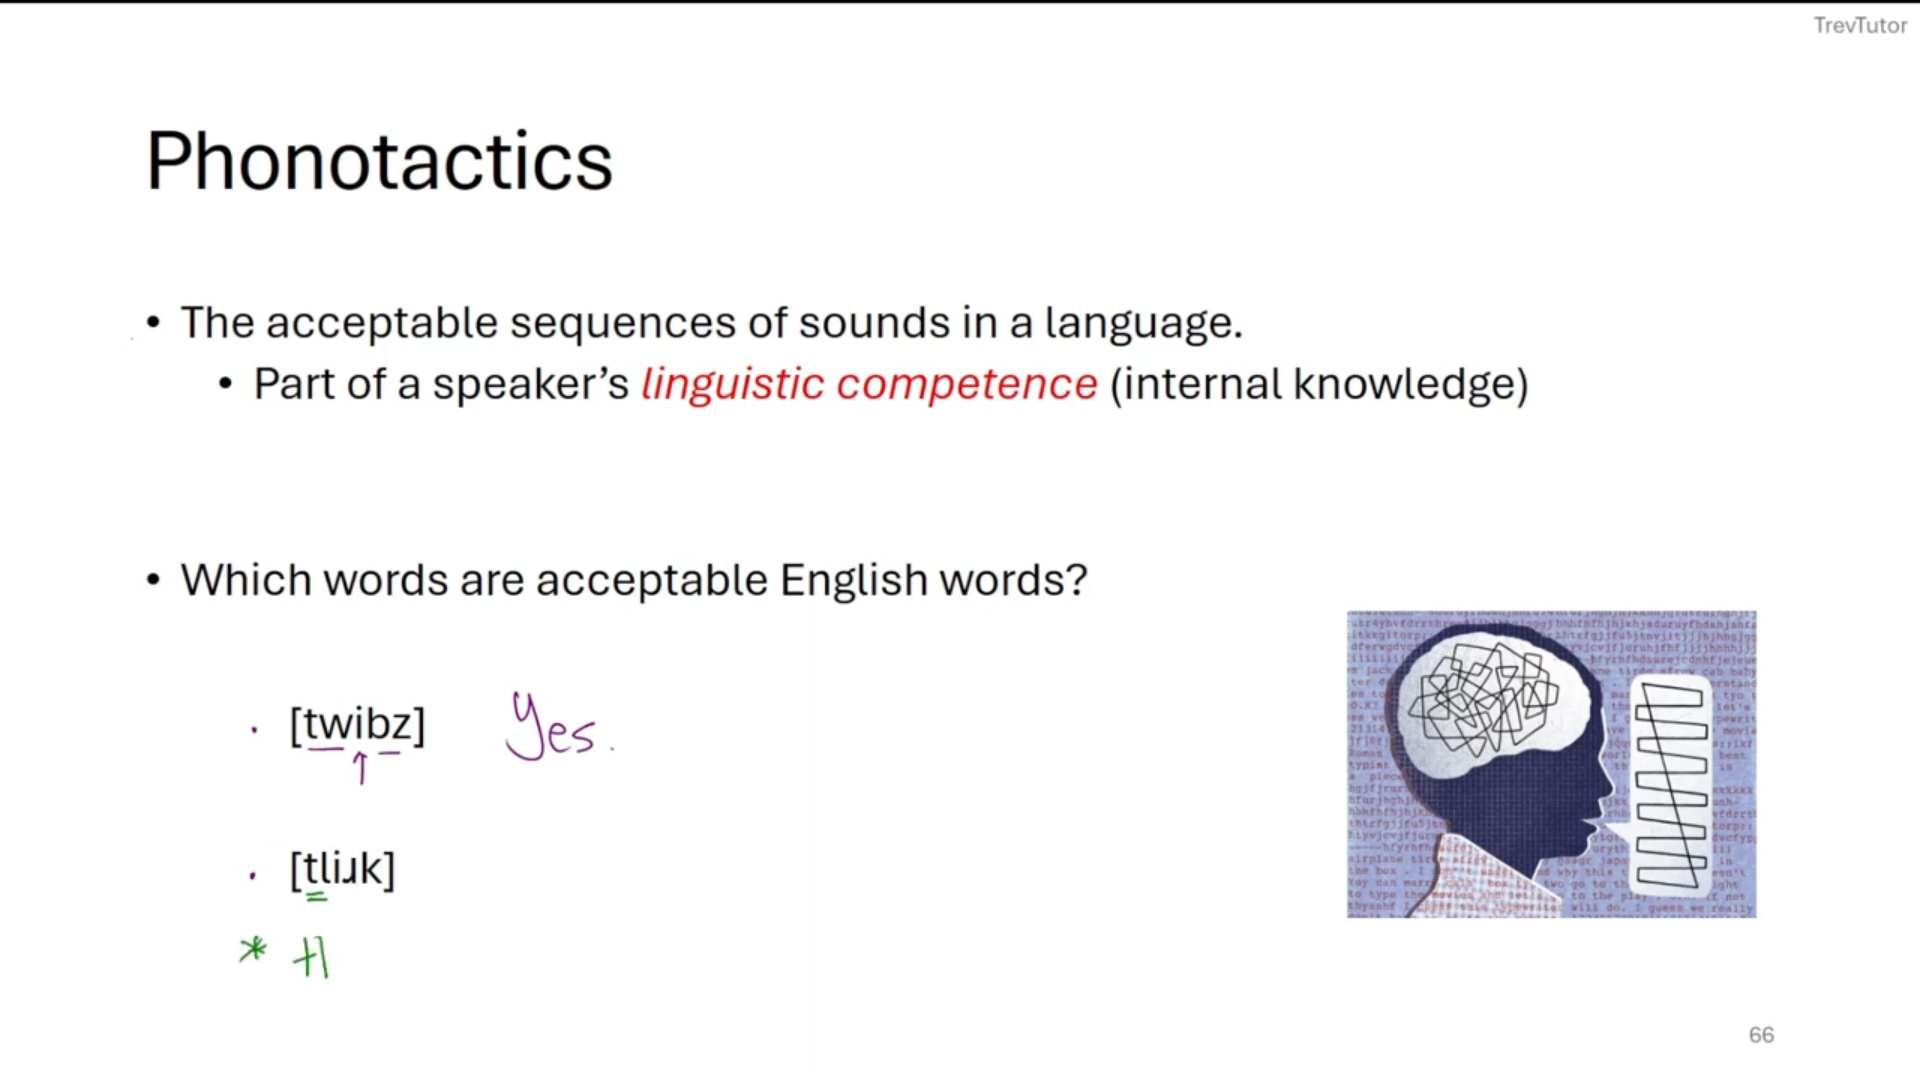 TrevTutor
Phonotactics
• The acceptable sequences of sounds in a language.
• Part of a speaker’s linguistic competence (internal knowledge)
• Which words are acceptable English words?
• [twibz] Yes.
• [tliɹk]
* tl
66